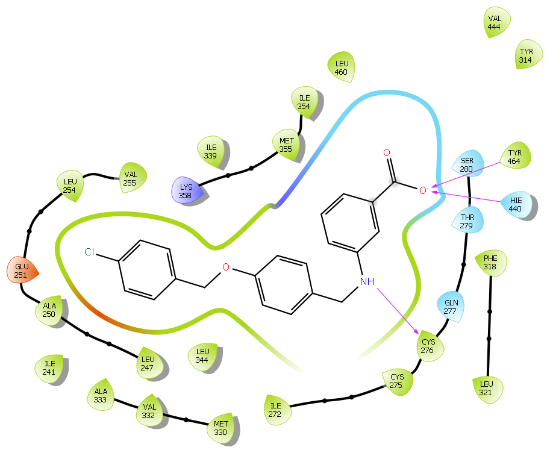 VAL
444
TYR
314
LEU
460
ILE
354
ILE
339
MET
355
VAL
255
LEU
254
LYS
358
O
TYR
464
SER
280
O-
HIE
440
THR
279
Cl
O
GLU
251
PHE
318
NH
GLN
277
ALA
250
CYS
276
LEU
247
LEU
344
ILE
241
CYS
275
LEU
321
ALA
333
VAL
332
ILE
272
MET
330